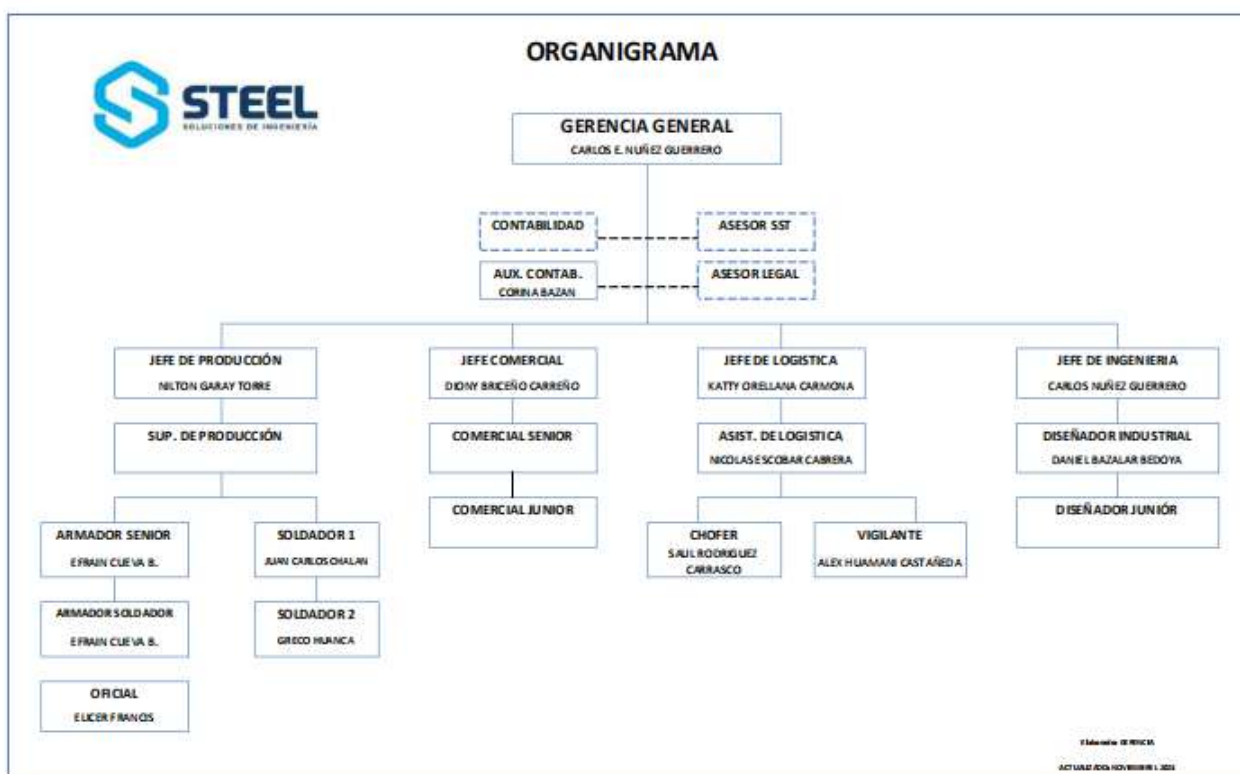 ORGANIGRAMA
STEEL
SOLUCIONES DE INGENIERÍA
GERENCIA GENERAL
CARLOS E. NUÑEZ GUERRERO
CONTABILIDAD
ASESOR SST
AUX. CONTAB.
CORINA BAZAN
ASESOR LEGAL
JEFE DE PRODUCCIÓN
NILTON GARAY TORRE
JEFE COMERCIAL
DIONY BRICEÑO CARREÑO
JEFE DE LOGISTICA
KATTY ORELLANA CARMONA
JEFE DE INGENIERIA
CARLOS NUÑEZ GUERRERO
SUP. DE PRODUCCIÓN
COMERCIAL SENIOR
ASIST. DE LOGISTICA
NICOLAS ESCOBAR CABRERA
DISEÑADOR INDUSTRIAL
DANIEL BAZALAR BEDOYA
COMERCIAL JUNIOR
DISEÑADOR JUNIÓR
ARMADOR SENIOR
EFRAIN CUEVA B.
SOLDADOR 1
JUAN CARLOS CHALAN
CHOFER
SAUL RODRIGUEZ
CARRASCO
VIGILANTE
ALEX HUAMANI CASTAÑEDA
ARMADOR SOLDADOR
EFRAIN CUEVA B.
SOLDADOR 2
GRECO HUANCA
OFICIAL
ELICER FRANCIS
GERENCIA
ACTUALIZADO NOVIEMBRE